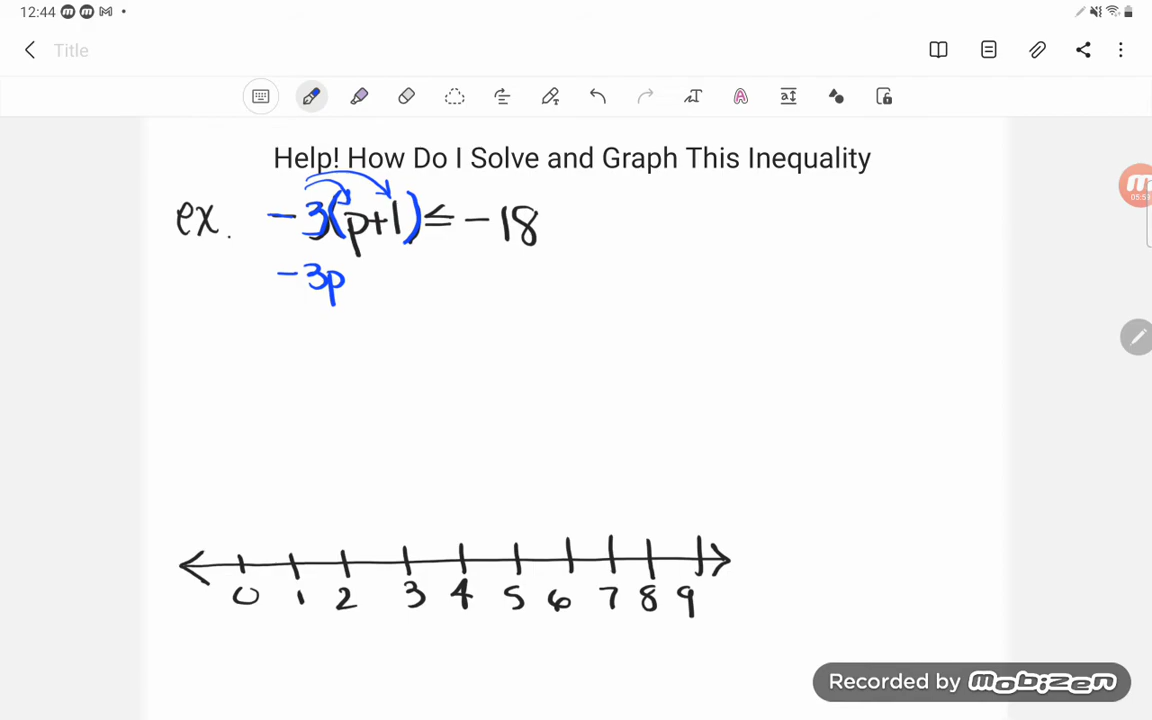 12:44
Title
Help! How Do I Solve and Graph This Inequality
ex. -3(p+1) ≤ -18
-3p
0 1 2 3 4 5 6 7 8 9
Recorded by mobizen